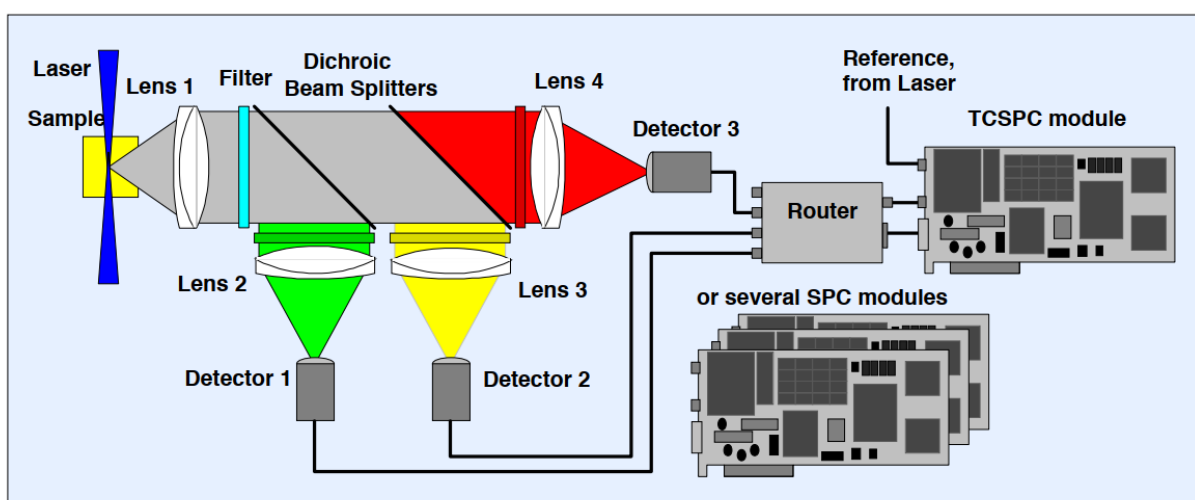 Laser
Lens 1
Sample
Filter
Dichroic
Beam Splitters
Lens 4
Detector 3
Reference,
from Laser
TCSPC module
Router
Lens 2
Lens 3
Detector 1
Detector 2
or several SPC modules